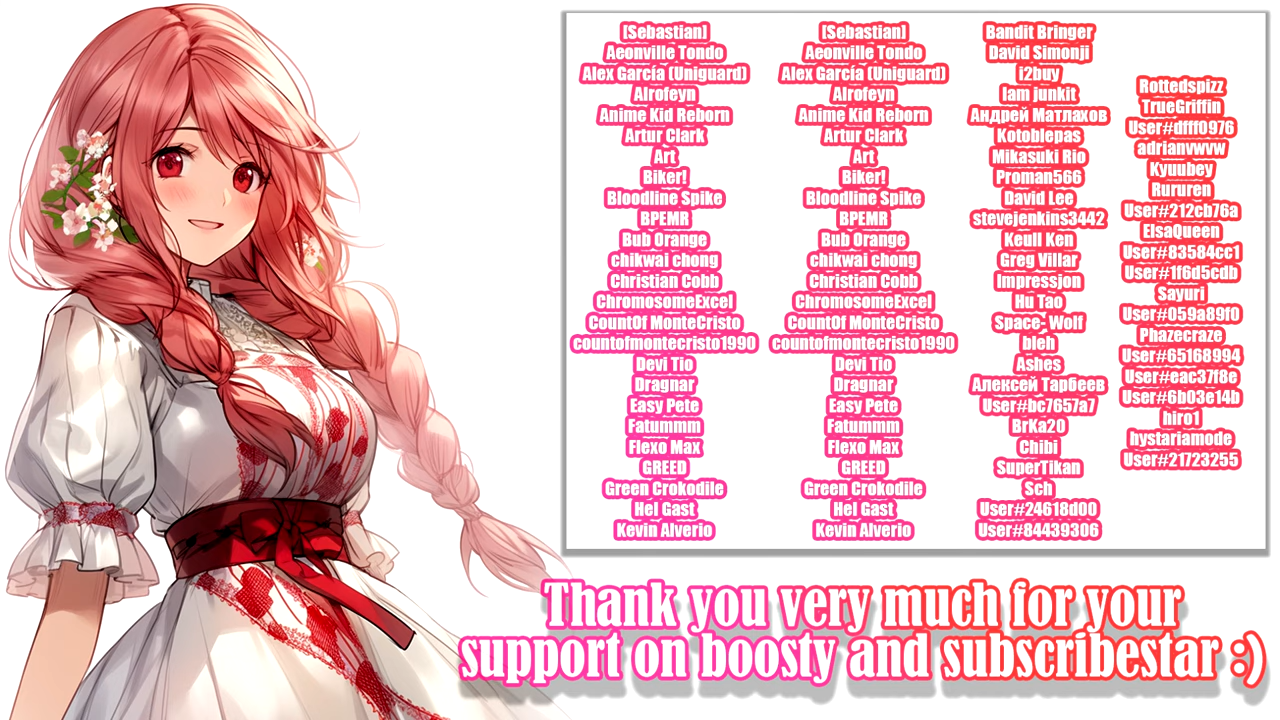 [Sebastian]
Aeonville Tondo
Alex García (Uniguard)
Alrofeyn
Anime Kid Reborn
Artur Clark
Art
Biker!
Bloodline Spike
BPEMR
Bub Orange
chikwai chong
Christian Cobb
ChromosomeExcel
CountOf MonteCristo
countofmontecristo1990
Devi Tio
Dragnar
Easy Pete
Fatummm
Flexo Max
GREED
Green Crokodile
Hel Gast
Kevin Alverio
[Sebastian]
Aeonville Tondo
Alex García (Uniguard)
Alrofeyn
Anime Kid Reborn
Artur Clark
Art
Biker!
Bloodline Spike
BPEMR
Bub Orange
chikwai chong
Christian Cobb
ChromosomeExcel
CountOf MonteCristo
countofmontecristo1990
Devi Tio
Dragnar
Easy Pete
Fatummm
Flexo Max
GREED
Green Crokodile
Hel Gast
Kevin Alverio
Bandit Bringer
David Simonji
i2buy
Iam junkit
Андрей Матлахов
Kotoblepas
Mikasuki Rio
Proman566
David Lee
stevejenkins3442
Keull Ken
Greg Villar
Impressjon
Hu Tao
Space- Wolf
bleh
Ashes
Алексей Тарбеев
User#bc7657a7
BrKa20
Chibi
SuperTikan
Sch
User#24618d00
User#84439306
Rottedspizz
TrueGriffin
User#dfff0976
adrianvwvw
Kyuubey
Rururen
User#212cb76a
ElsaQueen
User#83584cc1
User#1f6d5cdb
Sayuri
User#059a89f0
Phazecraze
User#65168994
User#eac37f8e
User#6b03e14b
hiro1
hystariamode
User#21723255
Thank you very much for your
support on boosty and subscribestar :)